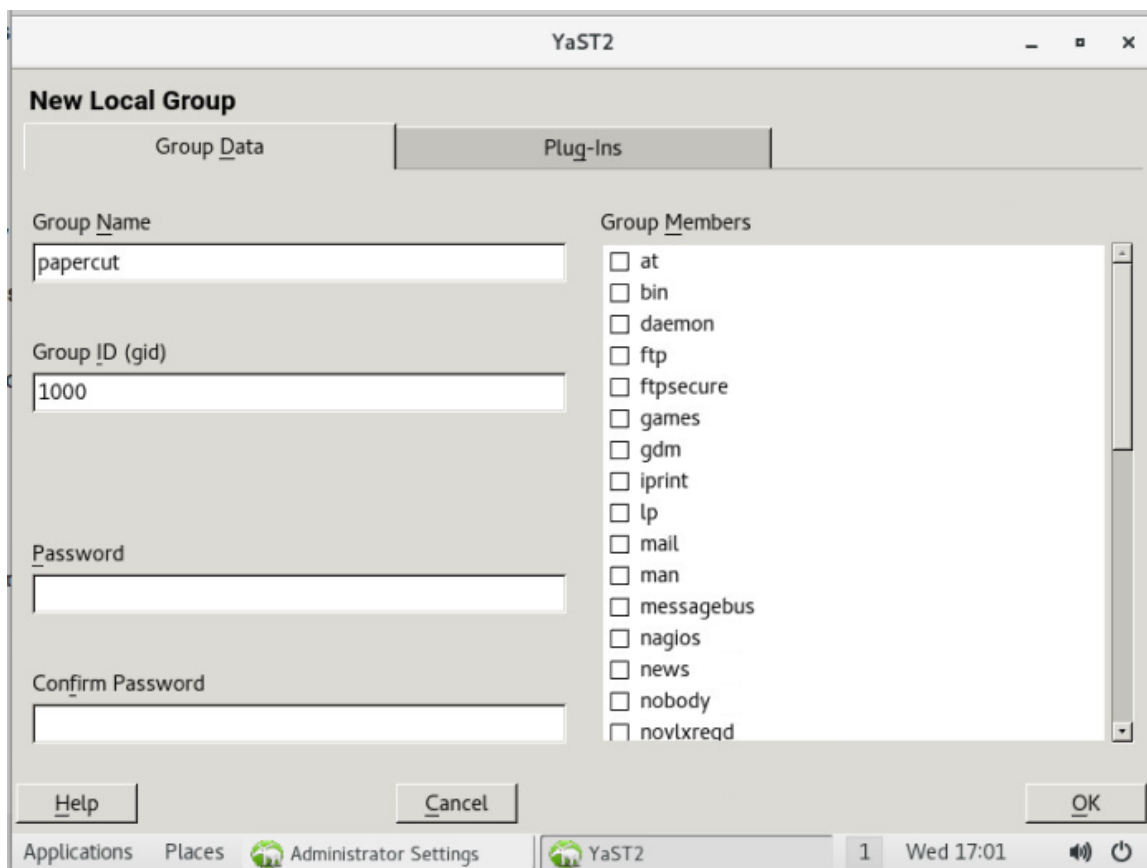 YaST2
New Local Group
Group Data
Plug-Ins
Group Name
papercut
Group ID (gid)
1000
Password
Confirm Password
Group Members
at
bin
daemon
ftp
ftpsecure
games
gdm
iprint
lp
mail
man
messagebus
nagios
news
nobody
novlxregd
Help
Cancel
OK
Applications Places Administrator Settings YaST2 1 Wed 17:01